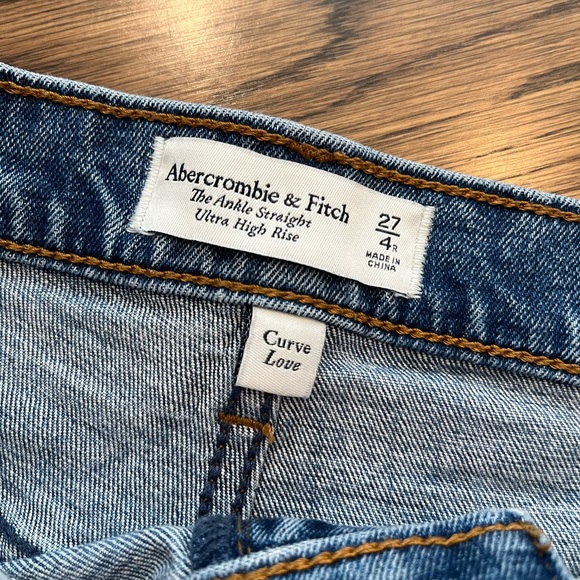 Abercrombie & Fitch
The Ankle Straight
Ultra High Rise
27
4R
MADE IN
CHINA
Curve
Love